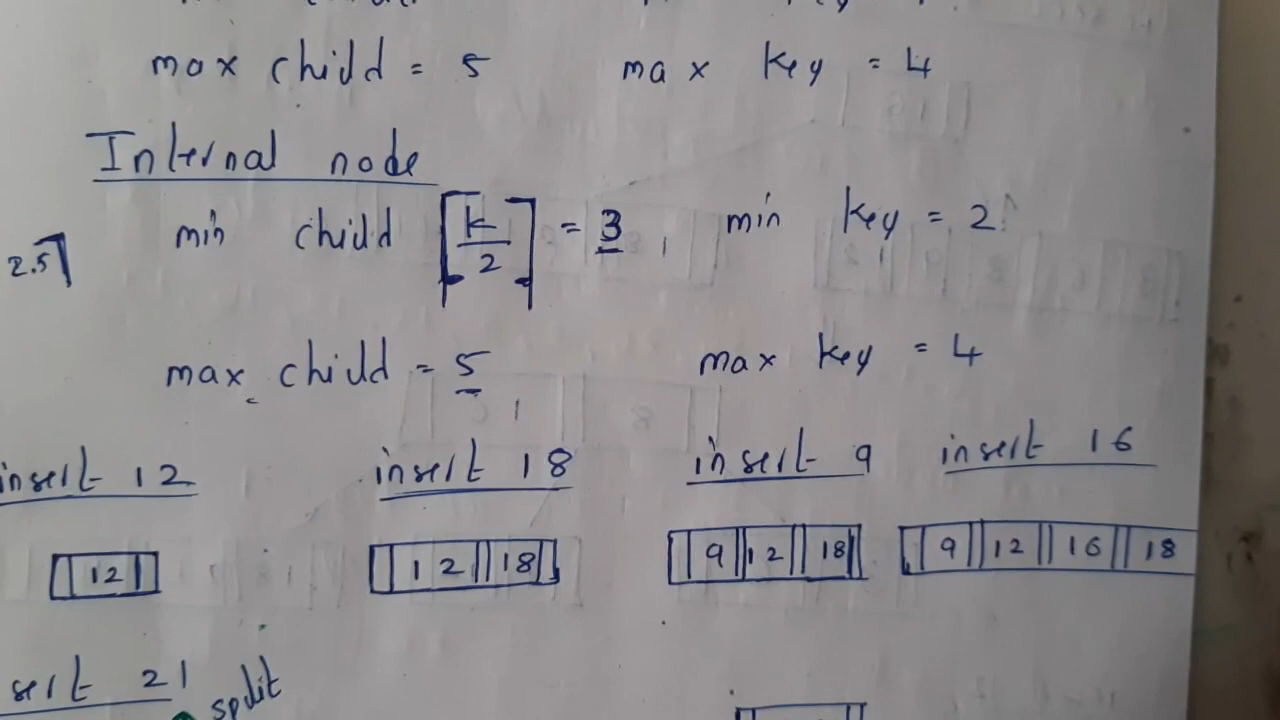 max child = 5 max key = 4
Internal node
min child ⌈k/2⌉ = 3, min key = 2
2.5⌉
max child = 5 max key = 4
insert 12 insert 18 insert 9 insert 16
12 12 18 9 12 18 9 12 16 18
sert 21 split